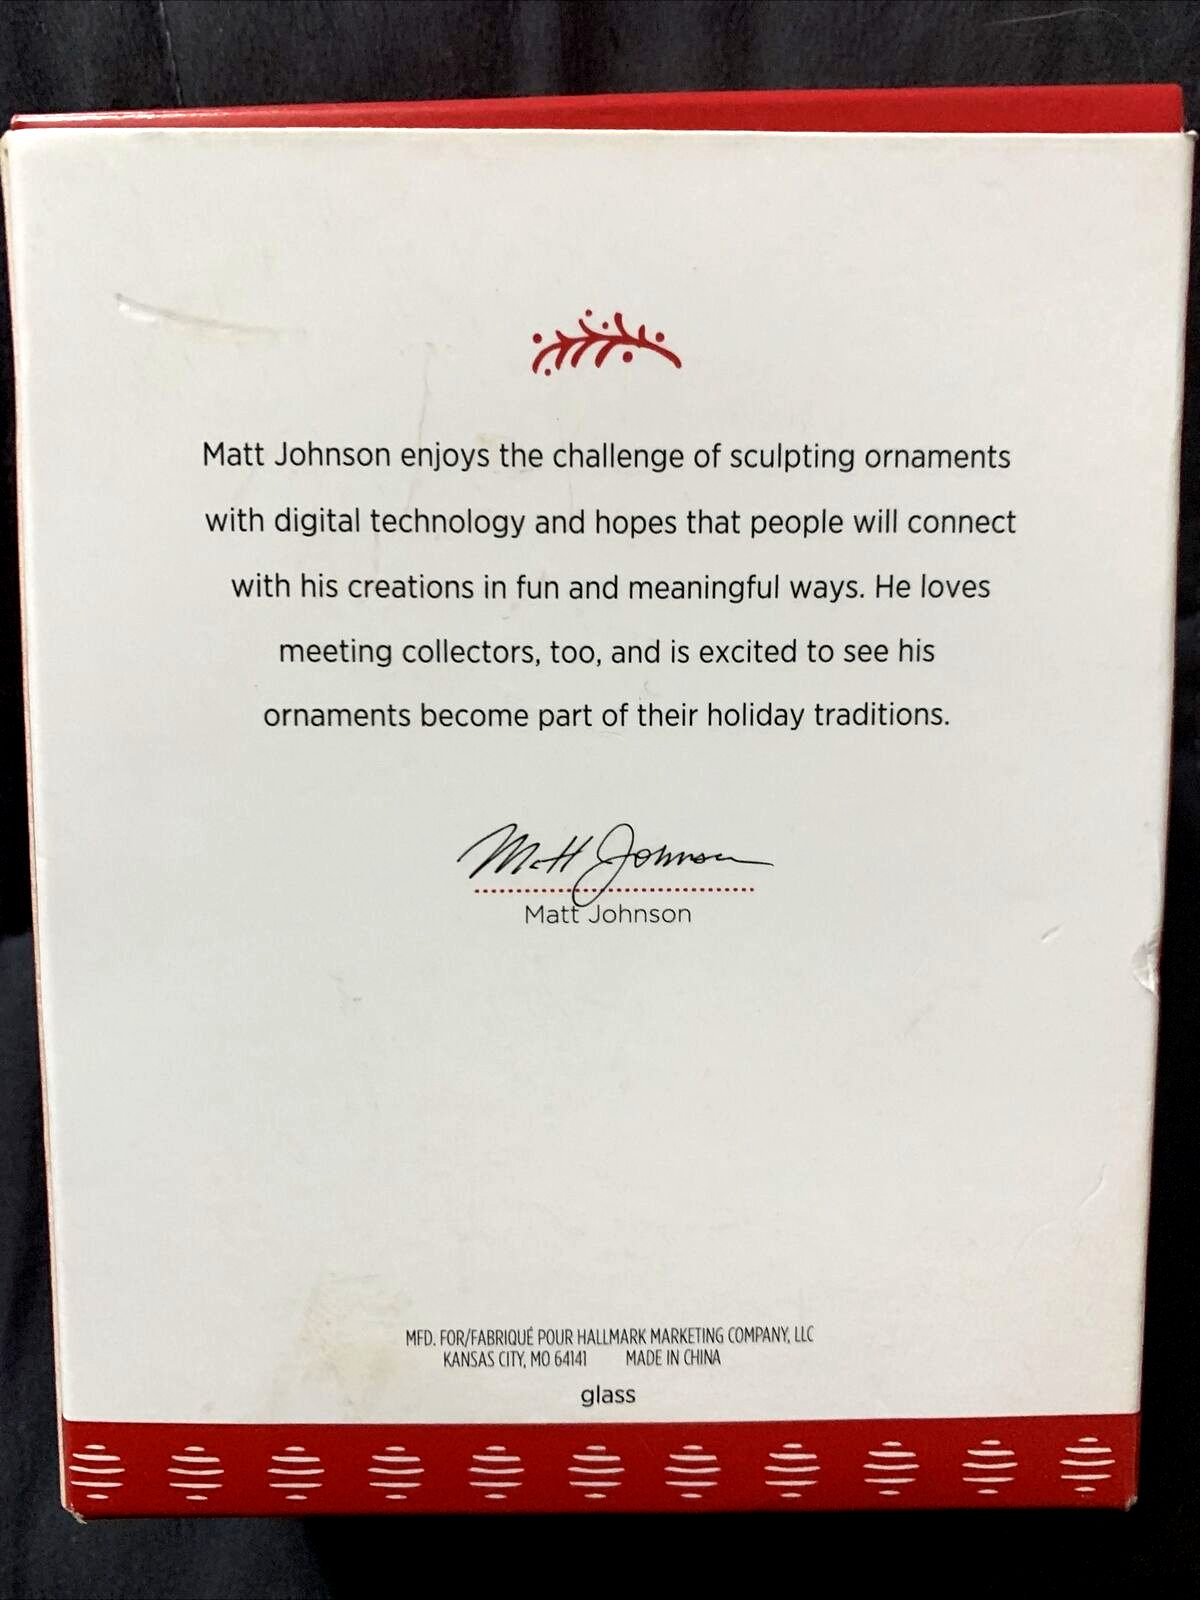 Matt Johnson enjoys the challenge of sculpting ornaments
with digital technology and hopes that people will connect
with his creations in fun and meaningful ways. He loves
meeting collectors, too, and is excited to see his
ornaments become part of their holiday traditions.
Matt Johnson
Matt Johnson
MFD. FOR/FABRIQUÉ POUR HALLMARK MARKETING COMPANY, LLC
KANSAS CITY, MO 64141 MADE IN CHINA
glass